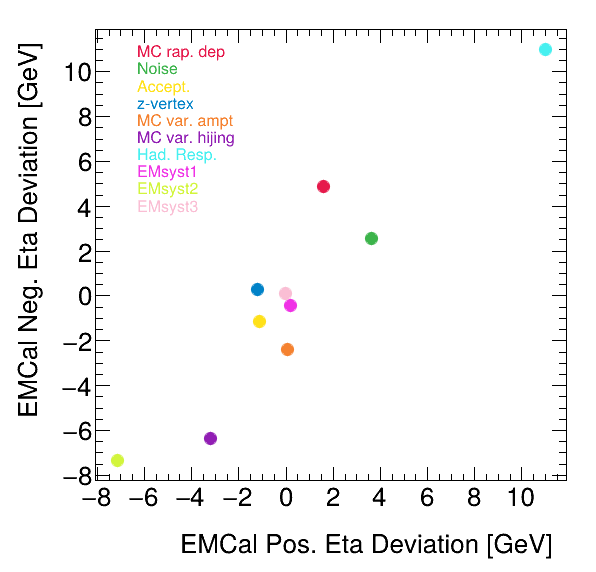 EMCal Neg. Eta Deviation [GeV]
10
8
6
4
2
0
−2
−4
−6
−8
MC rap. dep
Noise
Accept.
z-vertex
MC var. ampt
MC var. hijing
Had. Resp.
EMsyst1
EMsyst2
EMsyst3
−8 −6 −4 −2 0 2 4 6 8 10
EMCal Pos. Eta Deviation [GeV]